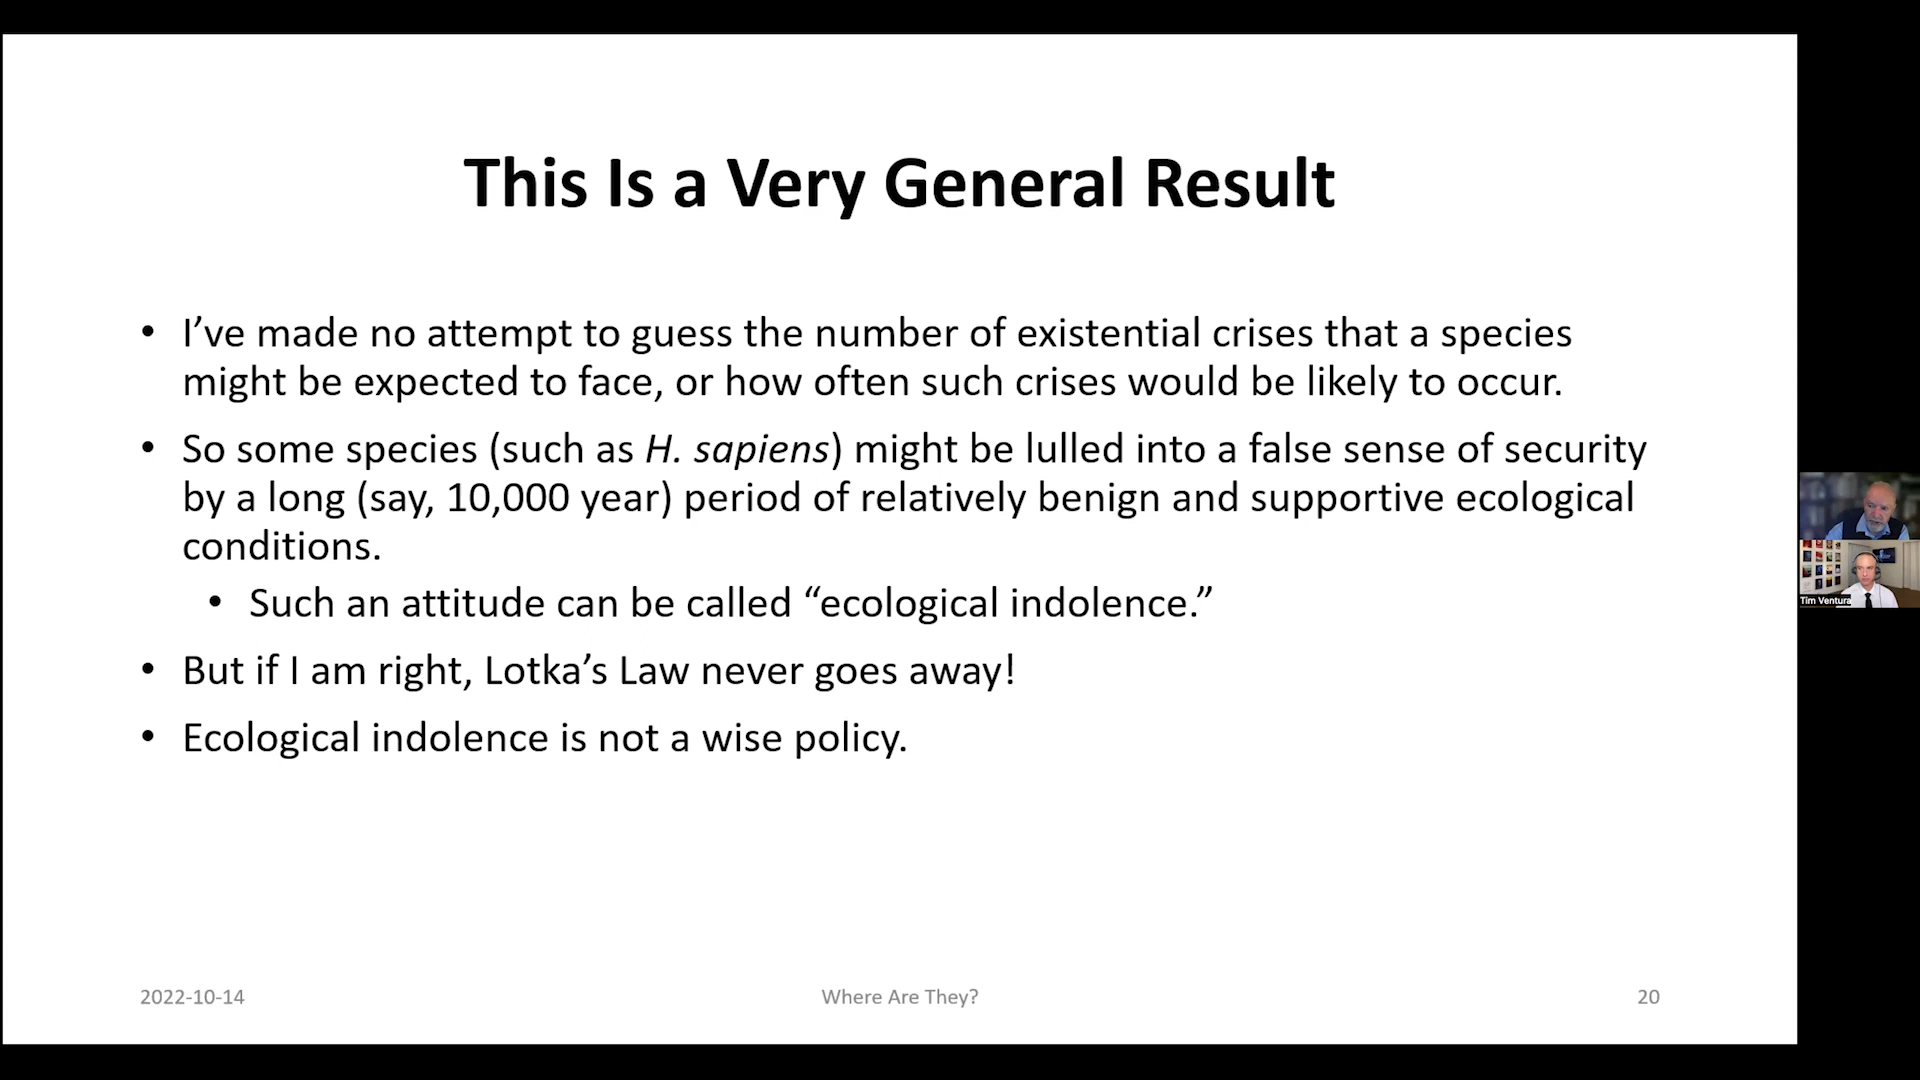 This Is a Very General Result
• I’ve made no attempt to guess the number of existential crises that a species
might be expected to face, or how often such crises would be likely to occur.
• So some species (such as H. sapiens) might be lulled into a false sense of security
by a long (say, 10,000 year) period of relatively benign and supportive ecological
conditions.
• Such an attitude can be called “ecological indolence.”
• But if I am right, Lotka’s Law never goes away!
• Ecological indolence is not a wise policy.
Tim Ventura
2022-10-14
Where Are They?
20